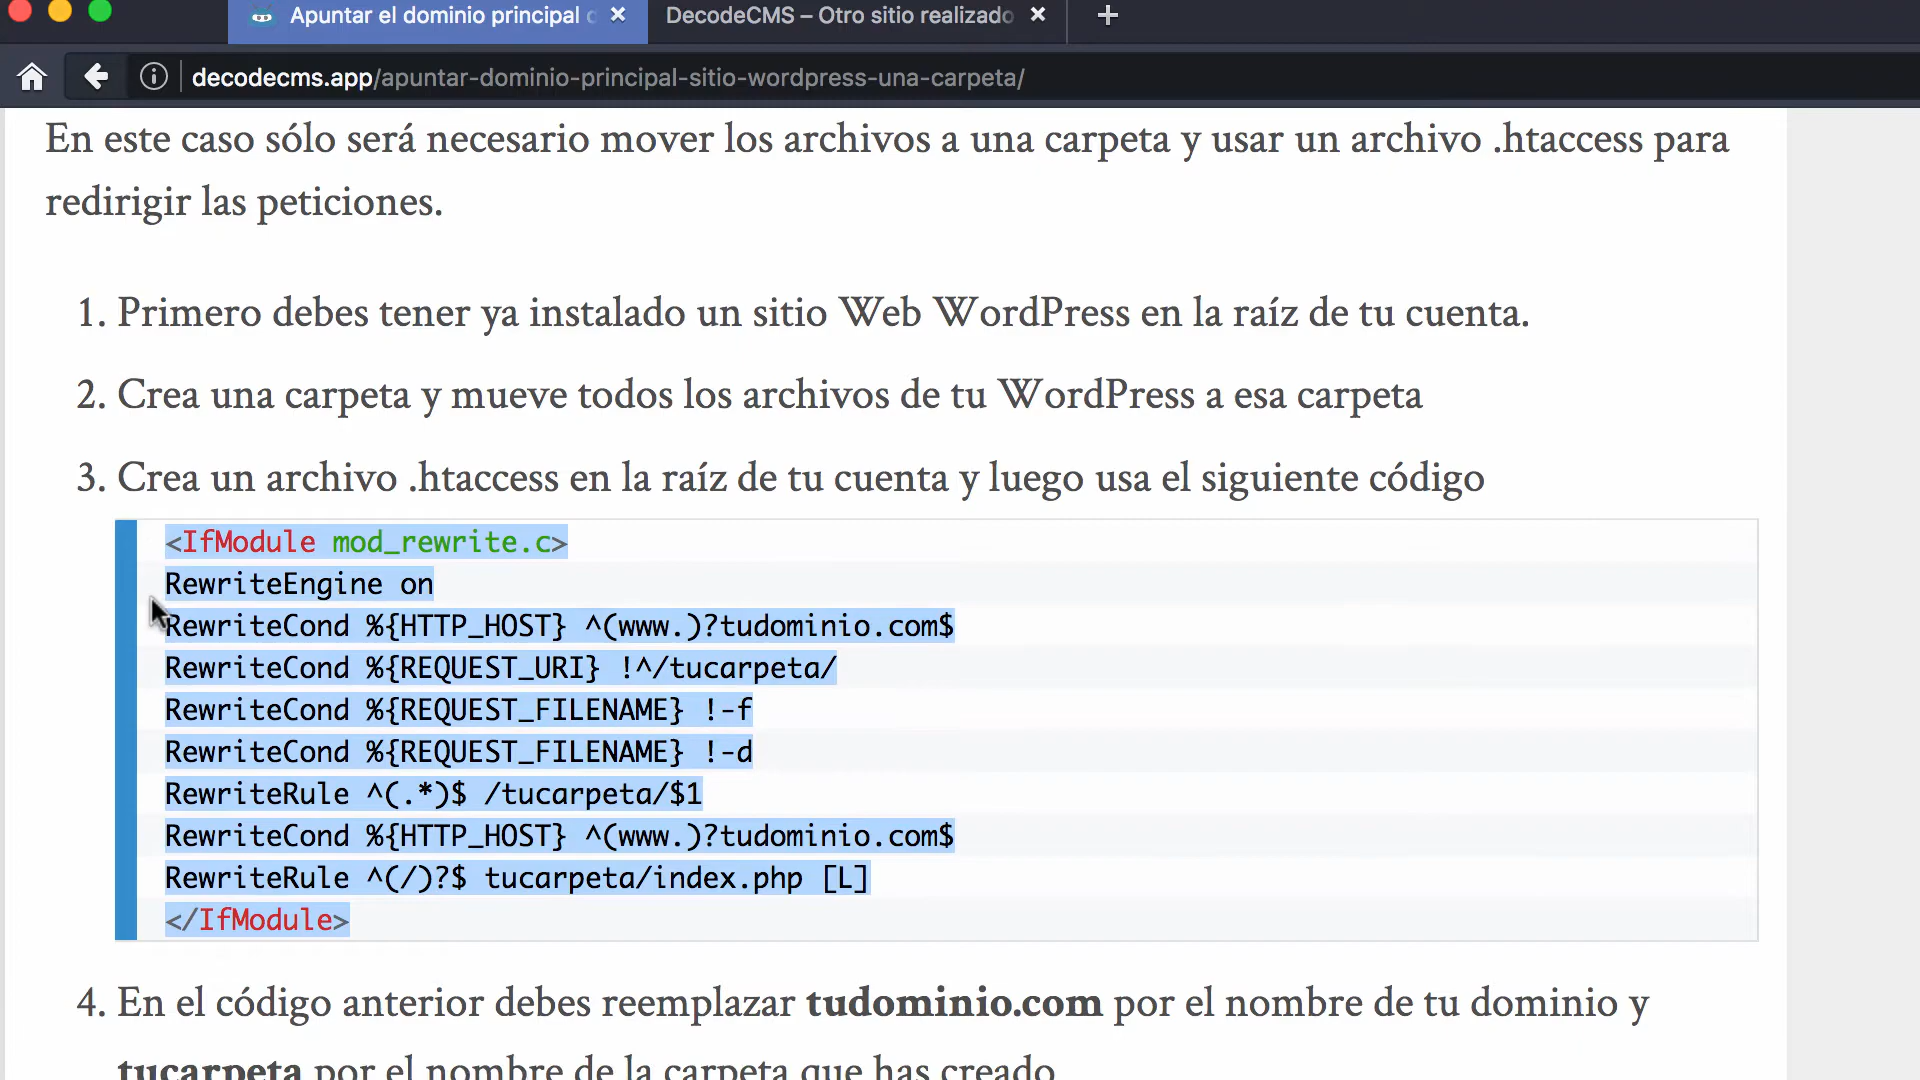 Apuntar el dominio principal
DecodeCMS – Otro sitio realizado
decodecms.app/apuntar-dominio-principal-sitio-wordpress-una-carpeta/
En este caso sólo será necesario mover los archivos a una carpeta y usar un archivo .htaccess para
redirigir las peticiones.
1. Primero debes tener ya instalado un sitio Web WordPress en la raíz de tu cuenta.
2. Crea una carpeta y mueve todos los archivos de tu WordPress a esa carpeta
3. Crea un archivo .htaccess en la raíz de tu cuenta y luego usa el siguiente código
<IfModule mod_rewrite.c>
RewriteEngine on
RewriteCond %{HTTP_HOST} ^(www.)?tudominio.com$
RewriteCond %{REQUEST_URI} !^/tucarpeta/
RewriteCond %{REQUEST_FILENAME} !-f
RewriteCond %{REQUEST_FILENAME} !-d
RewriteRule ^(.*)$ /tucarpeta/$1
RewriteCond %{HTTP_HOST} ^(www.)?tudominio.com$
RewriteRule ^(/)?$ tucarpeta/index.php [L]
</IfModule>
4. En el código anterior debes reemplazar tudominio.com por el nombre de tu dominio y
tucarpeta por el nombre de la carpeta que has creado